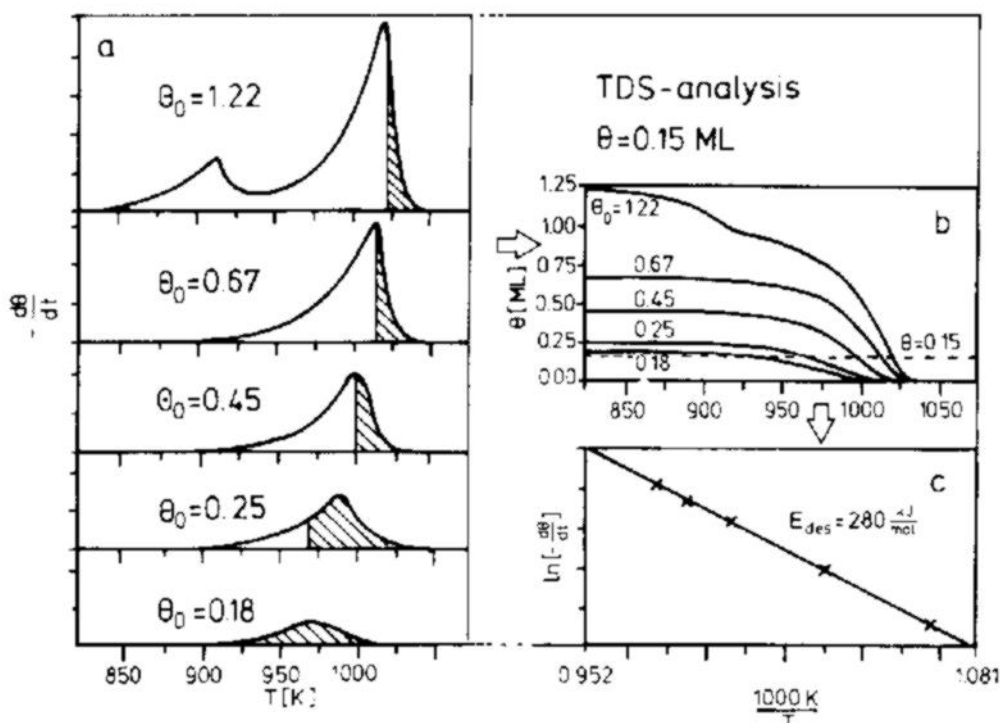 a
θ₀ = 1.22
θ₀ = 0.67
θ₀ = 0.45
θ₀ = 0.25
θ₀ = 0.18
- dθ/dt
850 900 950 1000
T [K]
TDS-analysis
θ = 0.15 ML
b
1.25
1.00
0.75
0.50
0.25
0.00
θ [ML]
θ₀ = 1.22
0.67
0.45
0.25
0.18
θ = 0.15
850 900 950 1000 1050
c
E_des = 280 kJ/mol
ln [- dθ/dt]
0.952
1.081
1000 K
T